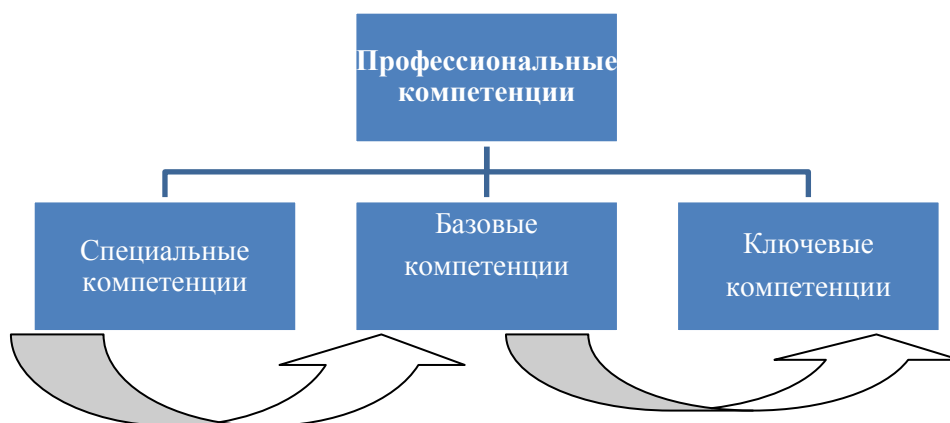 Профессиональные
компетенции
Специальные
компетенции
Базовые
компетенции
Ключевые
компетенции